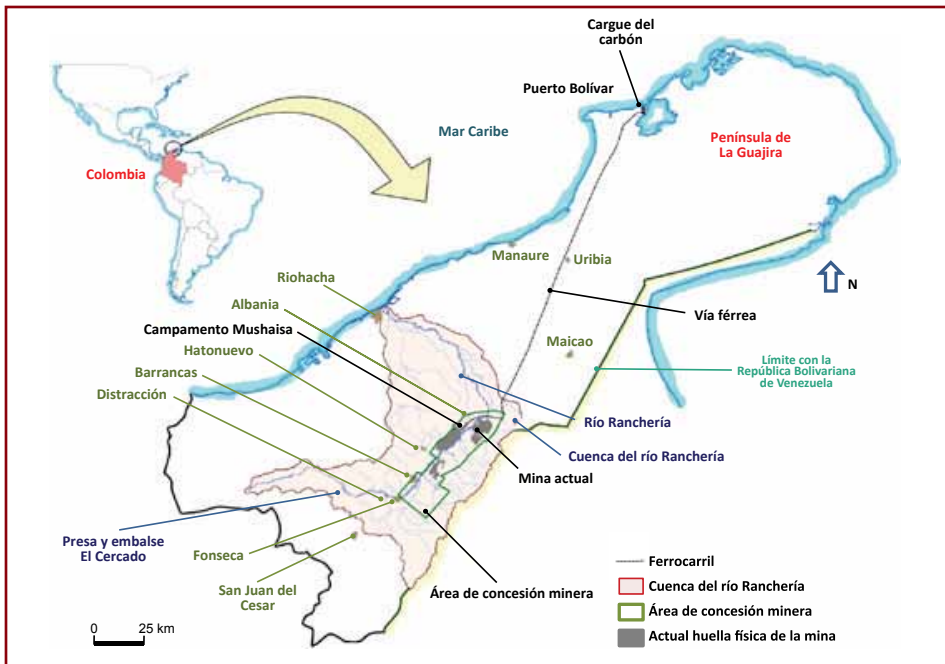 Cargue del
carbón
Puerto Bolívar
Mar Caribe
Península de
La Guajira
Colombia
Manaure
Uribia
N
Riohacha
Albania
Vía férrea
Campamento Mushaisa
Maicao
Hatonuevo
Límite con la
República Bolivariana
de Venezuela
Barrancas
Distracción
Río Ranchería
Cuenca del río Ranchería
Mina actual
Presa y embalse
El Cercado
Fonseca
San Juan del
Cesar
Área de concesión minera
Ferrocarril
Cuenca del río Ranchería
Área de concesión minera
Actual huella física de la mina
0 25 km